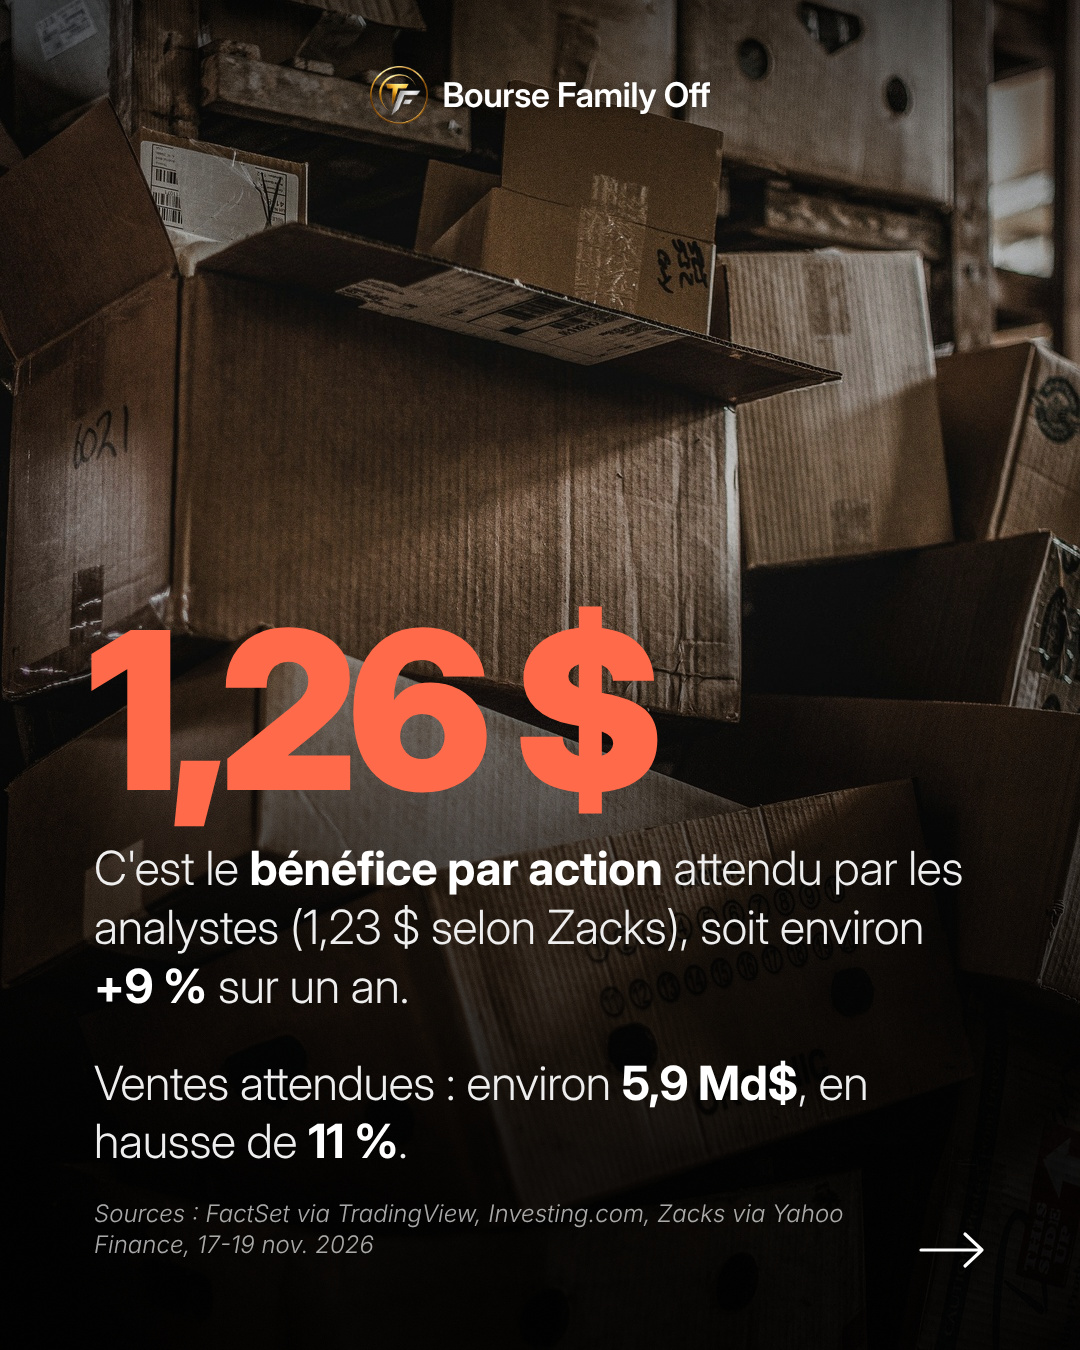 Bourse Family Off
6021
1,26 $
C'est le bénéfice par action attendu par les
analystes (1,23 $ selon Zacks), soit environ
+9 % sur un an.
Ventes attendues : environ 5,9 Md$, en
hausse de 11 %.
Sources : FactSet via TradingView, Investing.com, Zacks via Yahoo
Finance, 17-19 nov. 2026